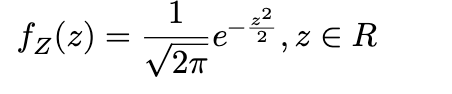 $f_Z(z) = \frac{1}{\sqrt{2\pi}} e^{-\frac{z^2}{2}}, z \in R$